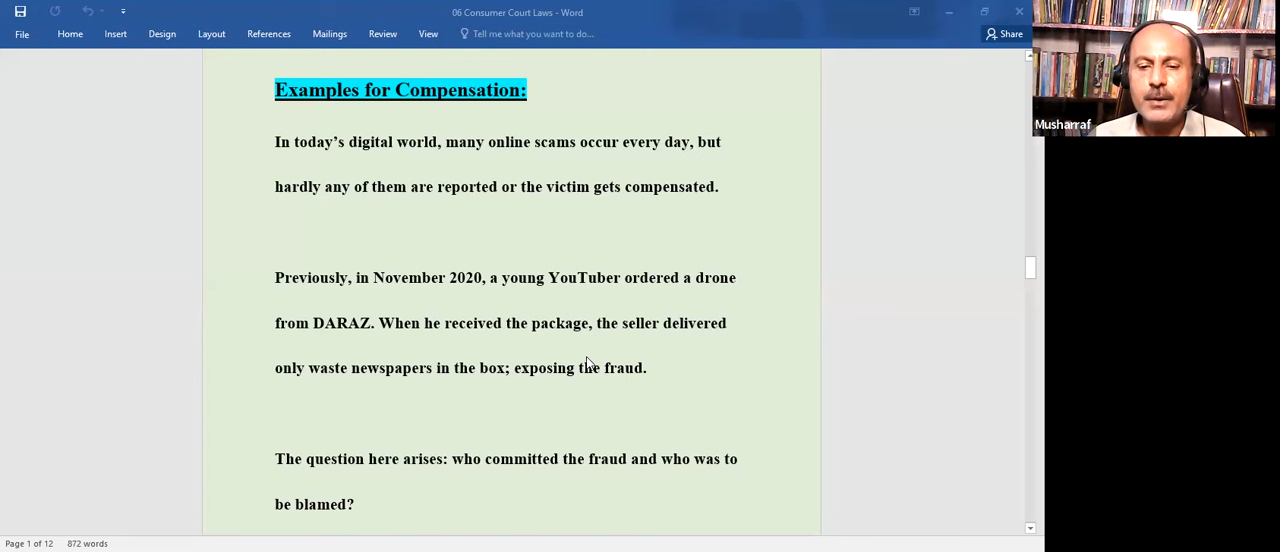 06 Consumer Court Laws - Word
File Home Insert Design Layout References Mailings Review View Tell me what you want to do... Share
Musharraf
Examples for Compensation:
In today’s digital world, many online scams occur every day, but
hardly any of them are reported or the victim gets compensated.
Previously, in November 2020, a young YouTuber ordered a drone
from DARAZ. When he received the package, the seller delivered
only waste newspapers in the box; exposing the fraud.
The question here arises: who committed the fraud and who was to
be blamed?
Page 1 of 12 872 words